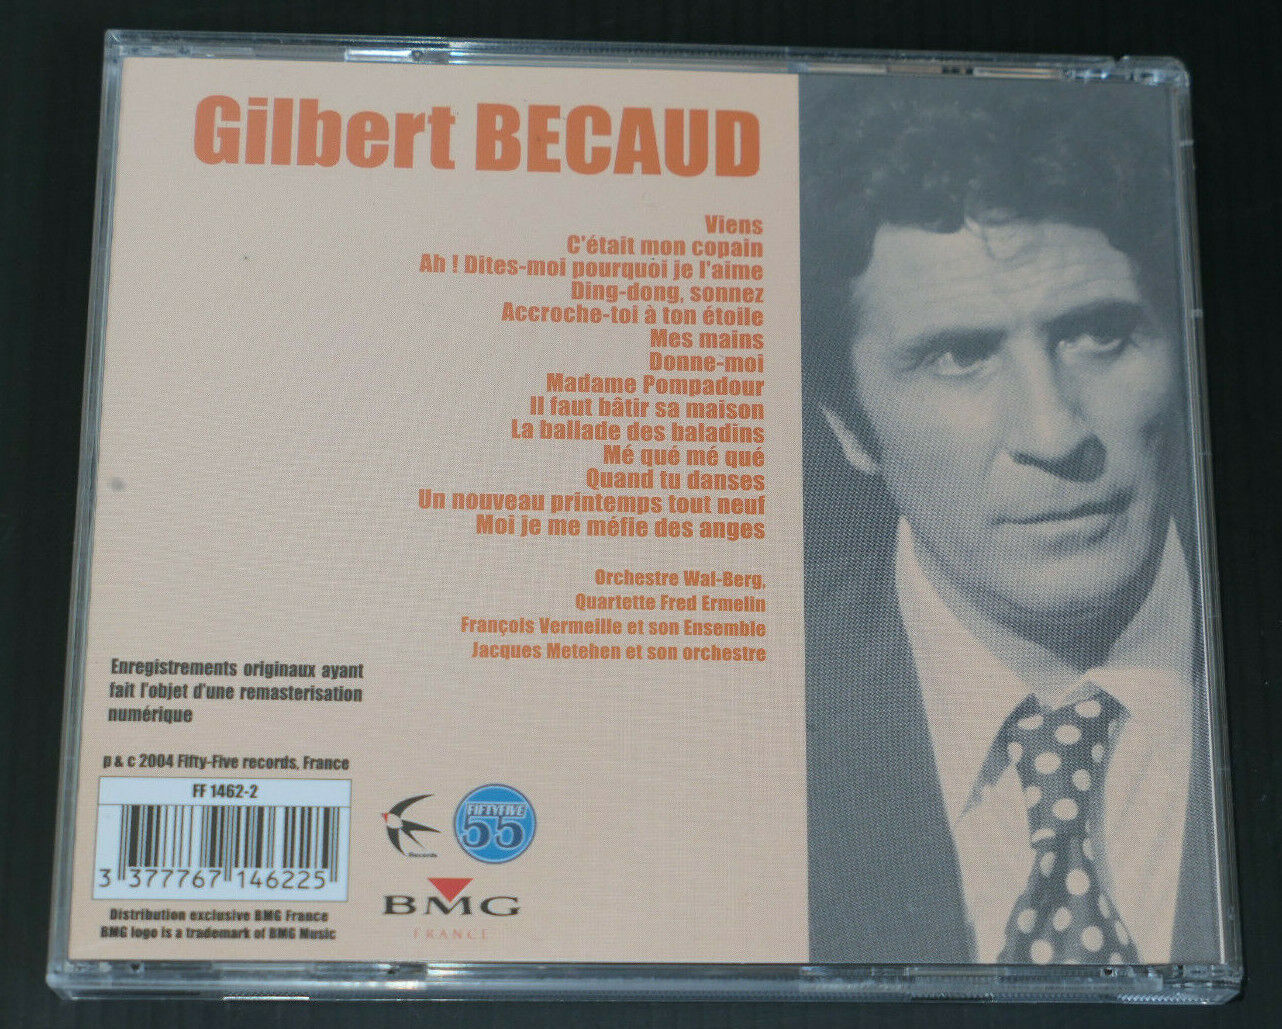 Gilbert BECAUD
Viens
C'était mon copain
Ah ! Dites-moi pourquoi je l'aime
Ding-dong, sonnez
Accroche-toi à ton étoile
Mes mains
Donne-moi
Madame Pompadour
Il faut bâtir sa maison
La ballade des baladins
Mé qué mé qué
Quand tu danses
Un nouveau printemps tout neuf
Moi je me méfie des anges
Orchestre Wal-Berg,
Quartette Fred Ermelin
François Vermeille et son Ensemble
Jacques Metehen et son orchestre
Enregistrements originaux ayant
fait l'objet d'une remasterisation
numérique
p & c 2004 Fifty-Five records, France
FF 1462-2
3 377767 146225
Distribution exclusive BMG France
BMG logo is a trademark of BMG Music
Records
FIFTYFIVE
55
BMG
FRANCE